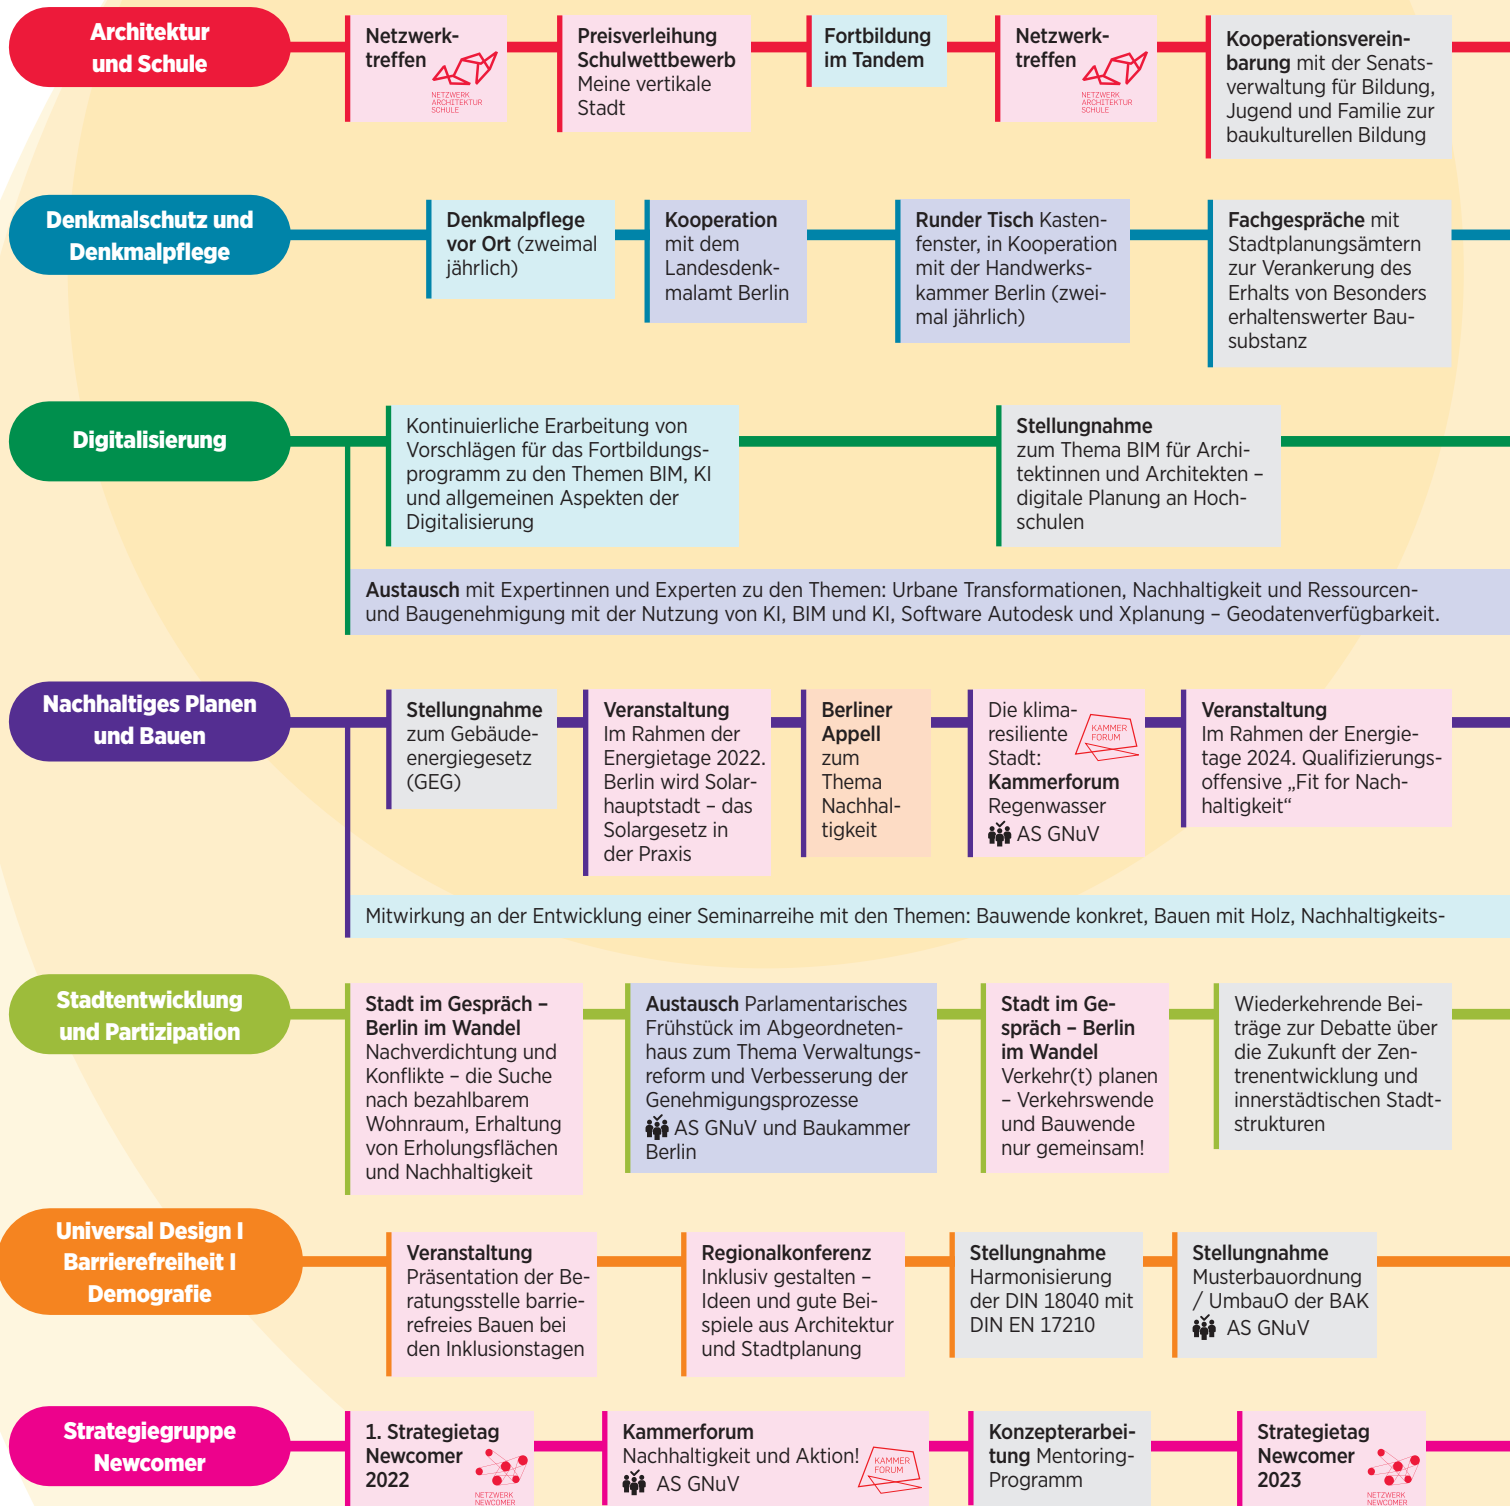 Architektur
und Schule
Netzwerk-
treffen
NETZWERK
ARCHITEKTUR
SCHULE
Preisverleihung
Schulwettbewerb
Meine vertikale
Stadt
Fortbildung
im Tandem
Netzwerk-
treffen
NETZWERK
ARCHITEKTUR
SCHULE
Kooperationsverein-
barung mit der Senats-
verwaltung für Bildung,
Jugend und Familie zur
baukulturellen Bildung
Denkmalschutz und
Denkmalpflege
Denkmalpflege
vor Ort (zweimal
jährlich)
Kooperation
mit dem
Landesdenk-
malamt Berlin
Runder Tisch Kasten-
fenster, in Kooperation
mit der Handwerks-
kammer Berlin (zwei-
mal jährlich)
Fachgespräche mit
Stadtplanungsämtern
zur Verankerung des
Erhalts von Besonders
erhaltenswerter Bau-
substanz
Digitalisierung
Kontinuierliche Erarbeitung von
Vorschlägen für das Fortbildungs-
programm zu den Themen BIM, KI
und allgemeinen Aspekten der
Digitalisierung
Stellungnahme
zum Thema BIM für Archi-
tektinnen und Architekten –
digitale Planung an Hoch-
schulen
Austausch mit Expertinnen und Experten zu den Themen: Urbane Transformationen, Nachhaltigkeit und Ressourcen-
und Baugenehmigung mit der Nutzung von KI, BIM und KI, Software Autodesk und Xplanung – Geodatenverfügbarkeit.
Nachhaltiges Planen
und Bauen
Stellungnahme
zum Gebäude-
energiegesetz
(GEG)
Veranstaltung
Im Rahmen der
Energietage 2022.
Berlin wird Solar-
hauptstadt – das
Solargesetz in
der Praxis
Berliner
Appell
zum
Thema
Nachhal-
tigkeit
Die klima-
resiliente
Stadt:
Kammerforum
Regenwasser
AS GNuV
KAMMER
FORUM
Veranstaltung
Im Rahmen der Energie-
tage 2024. Qualifizierungs-
offensive „Fit for Nach-
haltigkeit“
Mitwirkung an der Entwicklung einer Seminarreihe mit den Themen: Bauwende konkret, Bauen mit Holz, Nachhaltigkeits-
Stadtentwicklung
und Partizipation
Stadt im Gespräch –
Berlin im Wandel
Nachverdichtung und
Konflikte – die Suche
nach bezahlbarem
Wohnraum, Erhaltung
von Erholungsflächen
und Nachhaltigkeit
Austausch Parlamentarisches
Frühstück im Abgeordneten-
haus zum Thema Verwaltungs-
reform und Verbesserung der
Genehmigungsprozesse
AS GNuV und Baukammer
Berlin
Stadt im Ge-
spräch – Berlin
im Wandel
Verkehr(t) planen
– Verkehrswende
und Bauwende
nur gemeinsam!
Wiederkehrende Bei-
träge zur Debatte über
die Zukunft der Zen-
trenentwicklung und
innerstädtischen Stadt-
strukturen
Universal Design I
Barrierefreiheit I
Demografie
Veranstaltung
Präsentation der Be-
ratungsstelle barrie-
refreies Bauen bei
den Inklusionstagen
Regionalkonferenz
Inklusiv gestalten –
Ideen und gute Bei-
spiele aus Architektur
und Stadtplanung
Stellungnahme
Harmonisierung
der DIN 18040 mit
DIN EN 17210
Stellungnahme
Musterbauordnung
/ UmbauO der BAK
AS GNuV
Strategiegruppe
Newcomer
1. Strategietag
Newcomer
2022
NETZWERK
NEWCOMER
Kammerforum
Nachhaltigkeit und Aktion!
AS GNuV
KAMMER
FORUM
Konzepterarbei-
tung Mentoring-
Programm
Strategietag
Newcomer
2023
NETZWERK
NEWCOMER